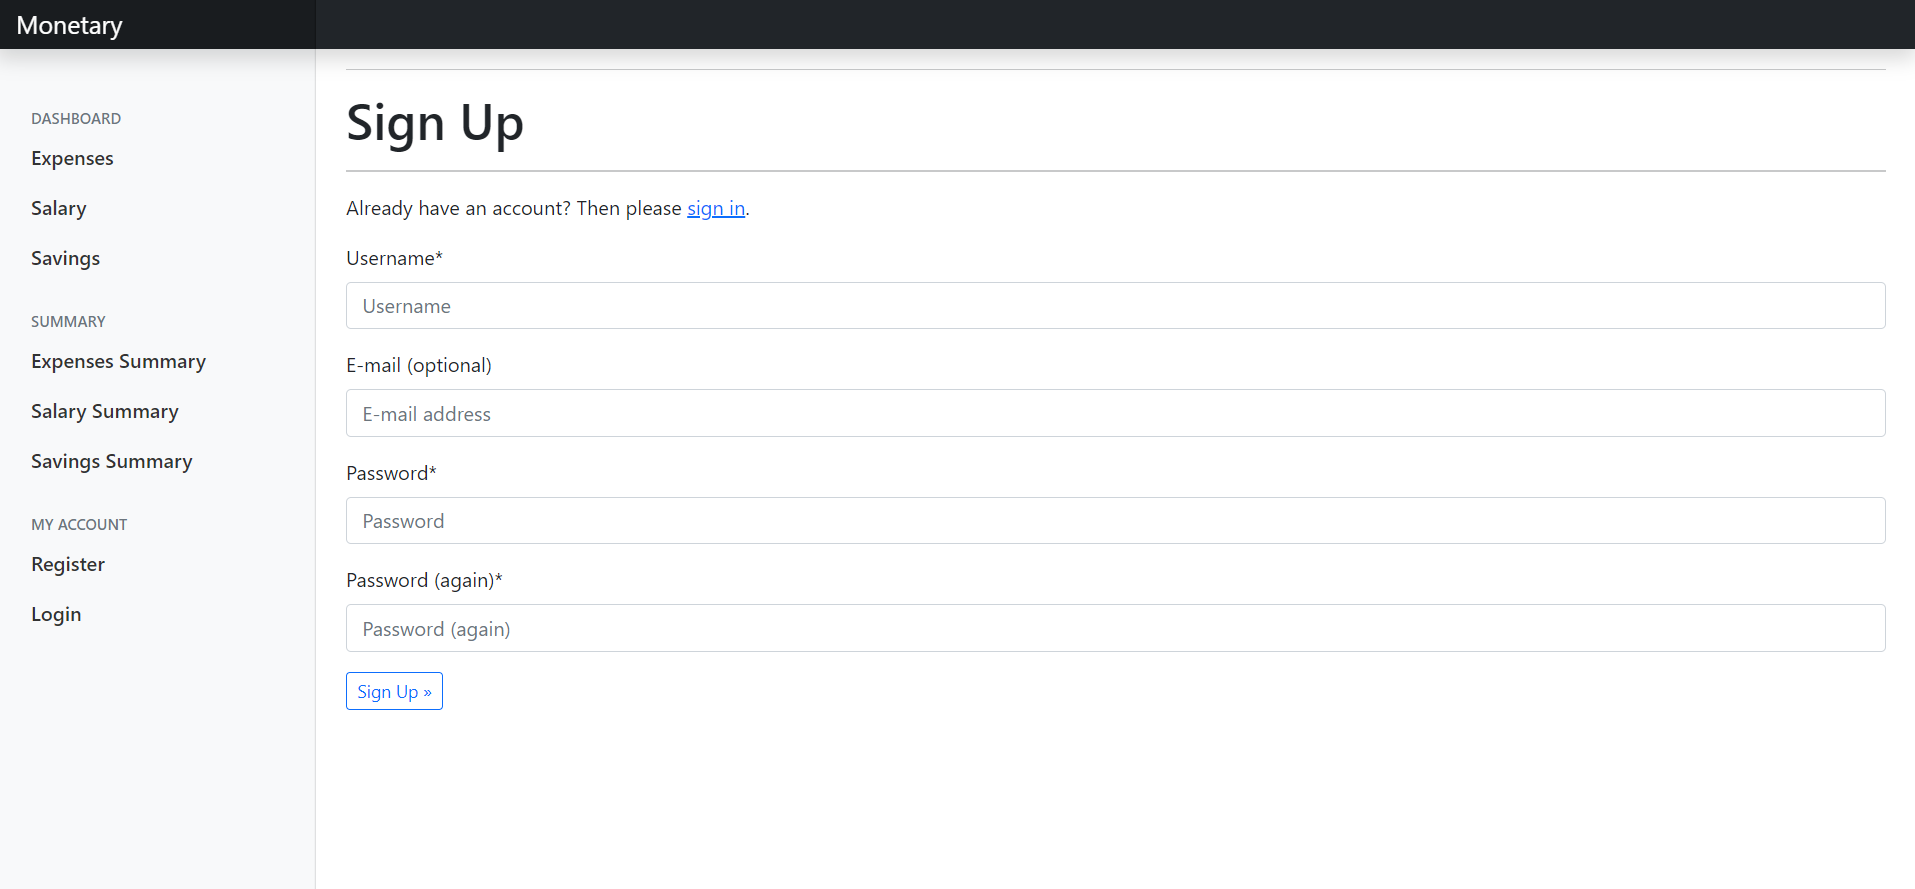 Monetary
DASHBOARD
Expenses
Salary
Savings
SUMMARY
Expenses Summary
Salary Summary
Savings Summary
MY ACCOUNT
Register
Login
Sign Up
Already have an account? Then please sign in.
Username*
Username
E-mail (optional)
E-mail address
Password*
Password
Password (again)*
Password (again)
Sign Up »